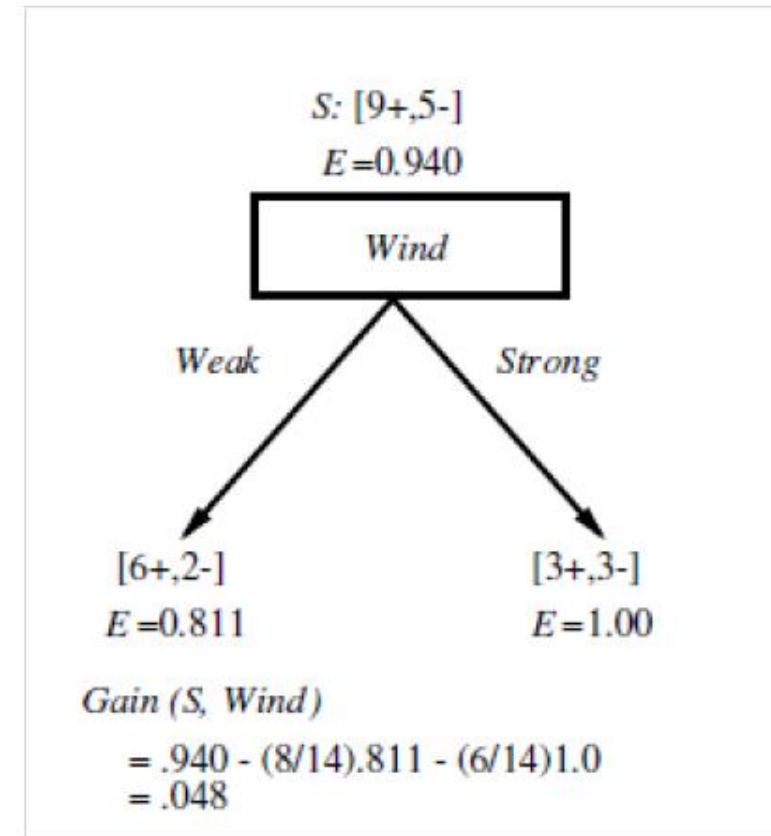 S: [9+,5-]
E=0.940
Wind
Weak Strong
[6+,2-] [3+,3-]
E=0.811 E=1.00
Gain (S, Wind)
= .940 - (8/14).811 - (6/14)1.0
= .048